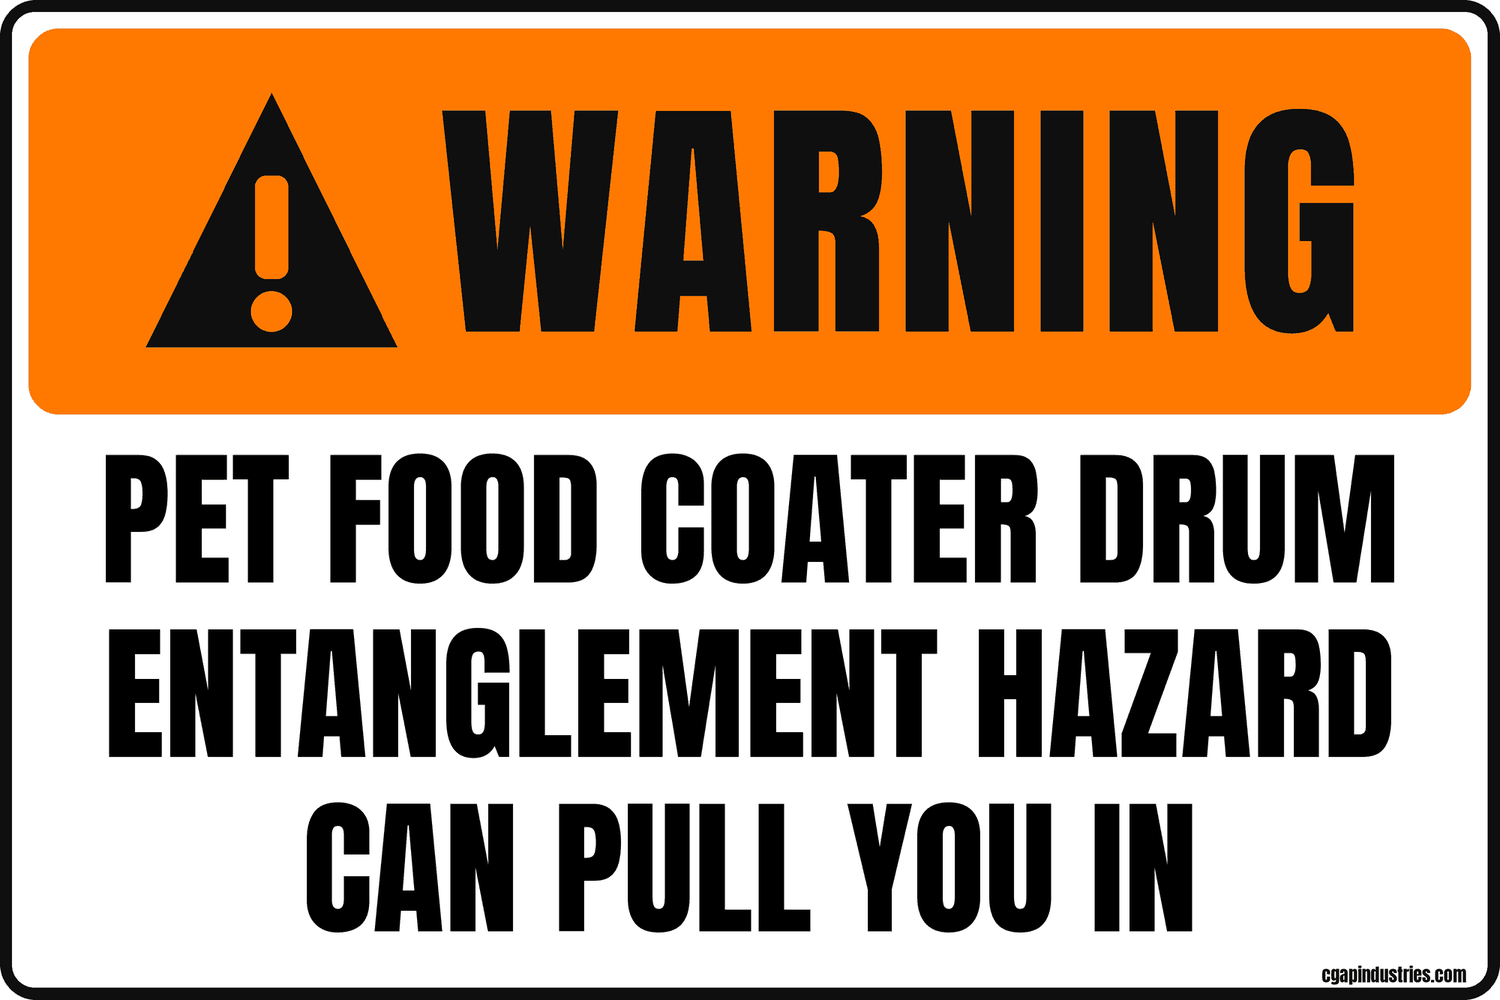 WARNING
PET FOOD COATER DRUM
ENTANGLEMENT HAZARD
CAN PULL YOU IN
cgapindustries.com